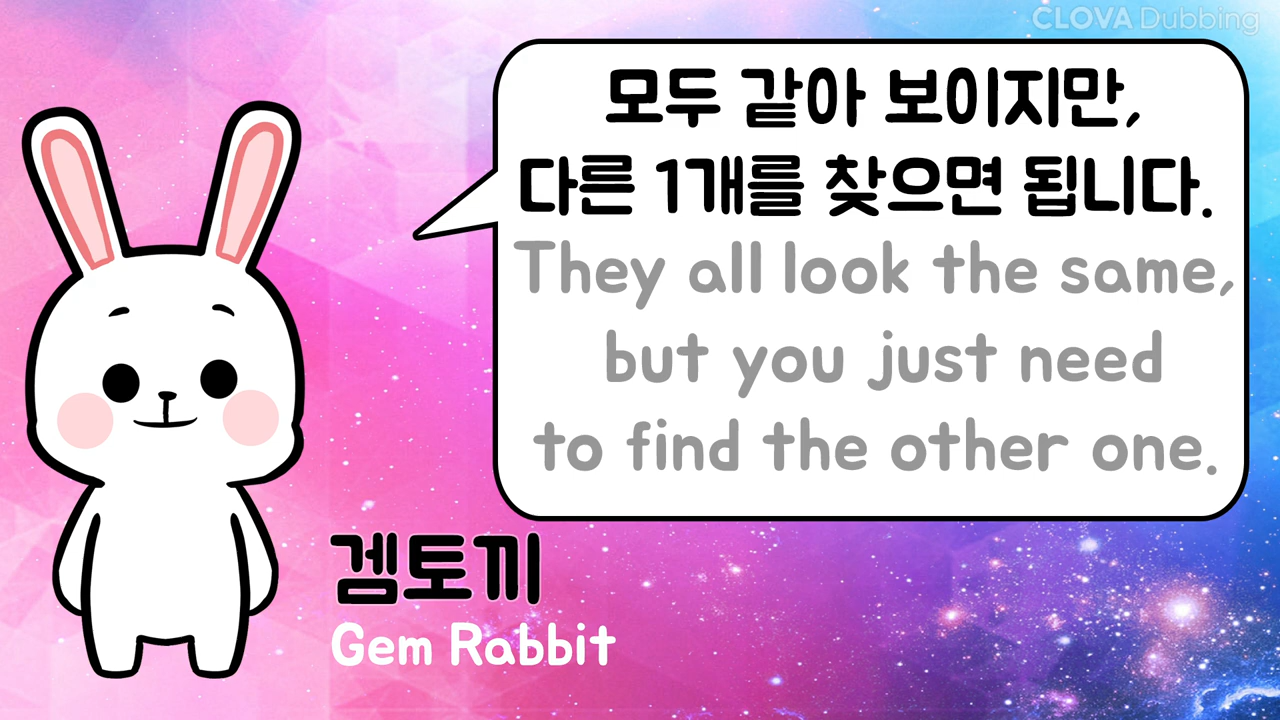 CLOVA Dubbing
모두 같아 보이지만,
다른 1개를 찾으면 됩니다.
They all look the same,
but you just need
to find the other one.
겜토끼
Gem Rabbit